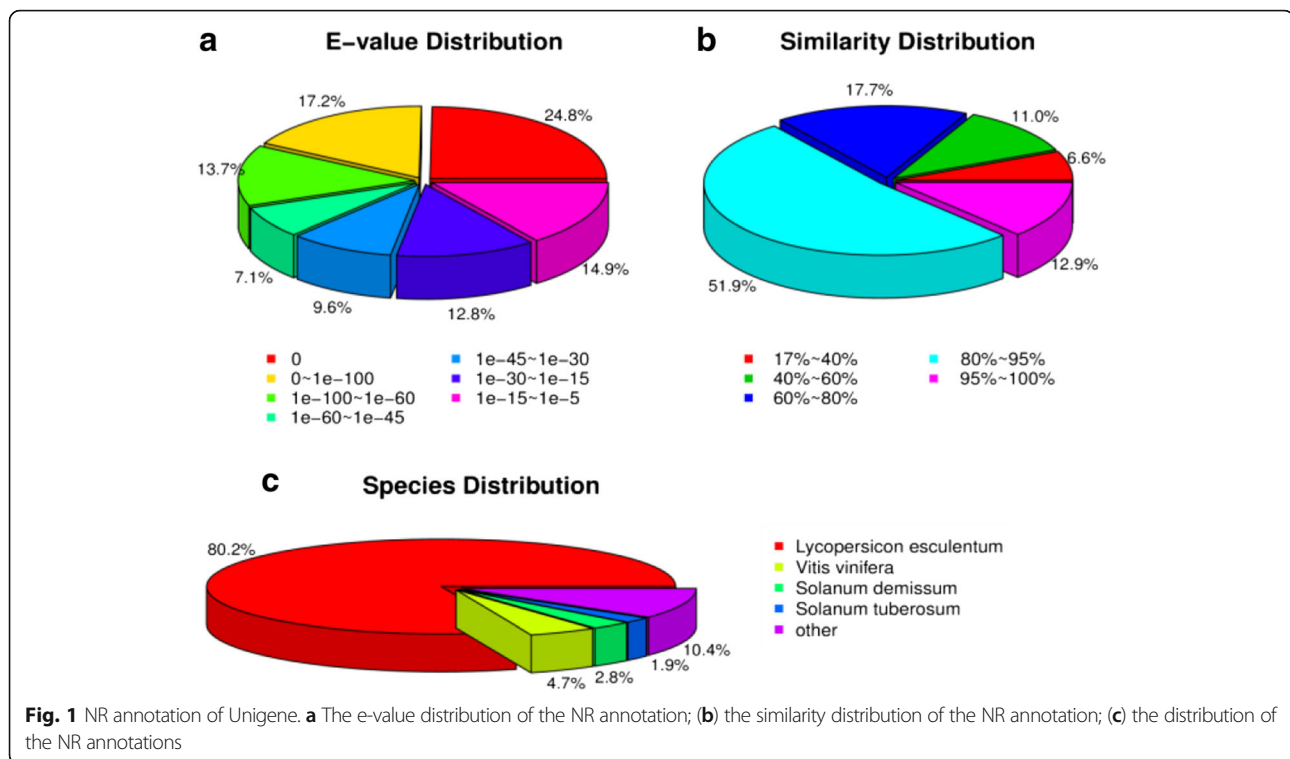 a
E−value Distribution
17.2%
24.8%
13.7%
7.1%
9.6%
12.8%
14.9%
0
0~1e−100
1e−100~1e−60
1e−60~1e−45
1e−45~1e−30
1e−30~1e−15
1e−15~1e−5
b
Similarity Distribution
17.7%
11.0%
6.6%
51.9%
12.9%
17%~40%
40%~60%
60%~80%
80%~95%
95%~100%
c
Species Distribution
80.2%
4.7%
2.8%
1.9%
10.4%
Lycopersicon esculentum
Vitis vinifera
Solanum demissum
Solanum tuberosum
other
Fig. 1 NR annotation of Unigene. a The e-value distribution of the NR annotation; (b) the similarity distribution of the NR annotation; (c) the distribution of
the NR annotations